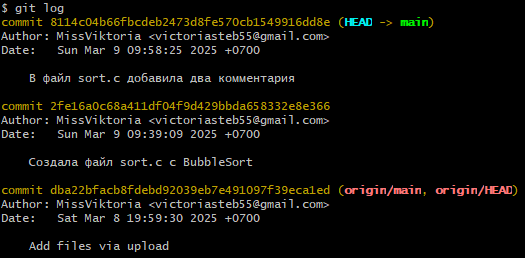 $ git log
commit 8114c04b66fbcdeb2473d8fe570cb1549916dd8e (HEAD -> main)
Author: MissViktoria <victoriasteb55@gmail.com>
Date:   Sun Mar 9 09:58:25 2025 +0700
В файл sort.c добавила два комментария
commit 2fe16a0c68a411df04f9d429bbda658332e8e366
Author: MissViktoria <victoriasteb55@gmail.com>
Date:   Sun Mar 9 09:39:09 2025 +0700
Создала файл sort.c с BubbleSort
commit dba22bfacb8fdebd92039eb7e491097f39eca1ed (origin/main, origin/HEAD)
Author: MissViktoria <victoriasteb55@gmail.com>
Date:   Sat Mar 8 19:59:30 2025 +0700
Add files via upload